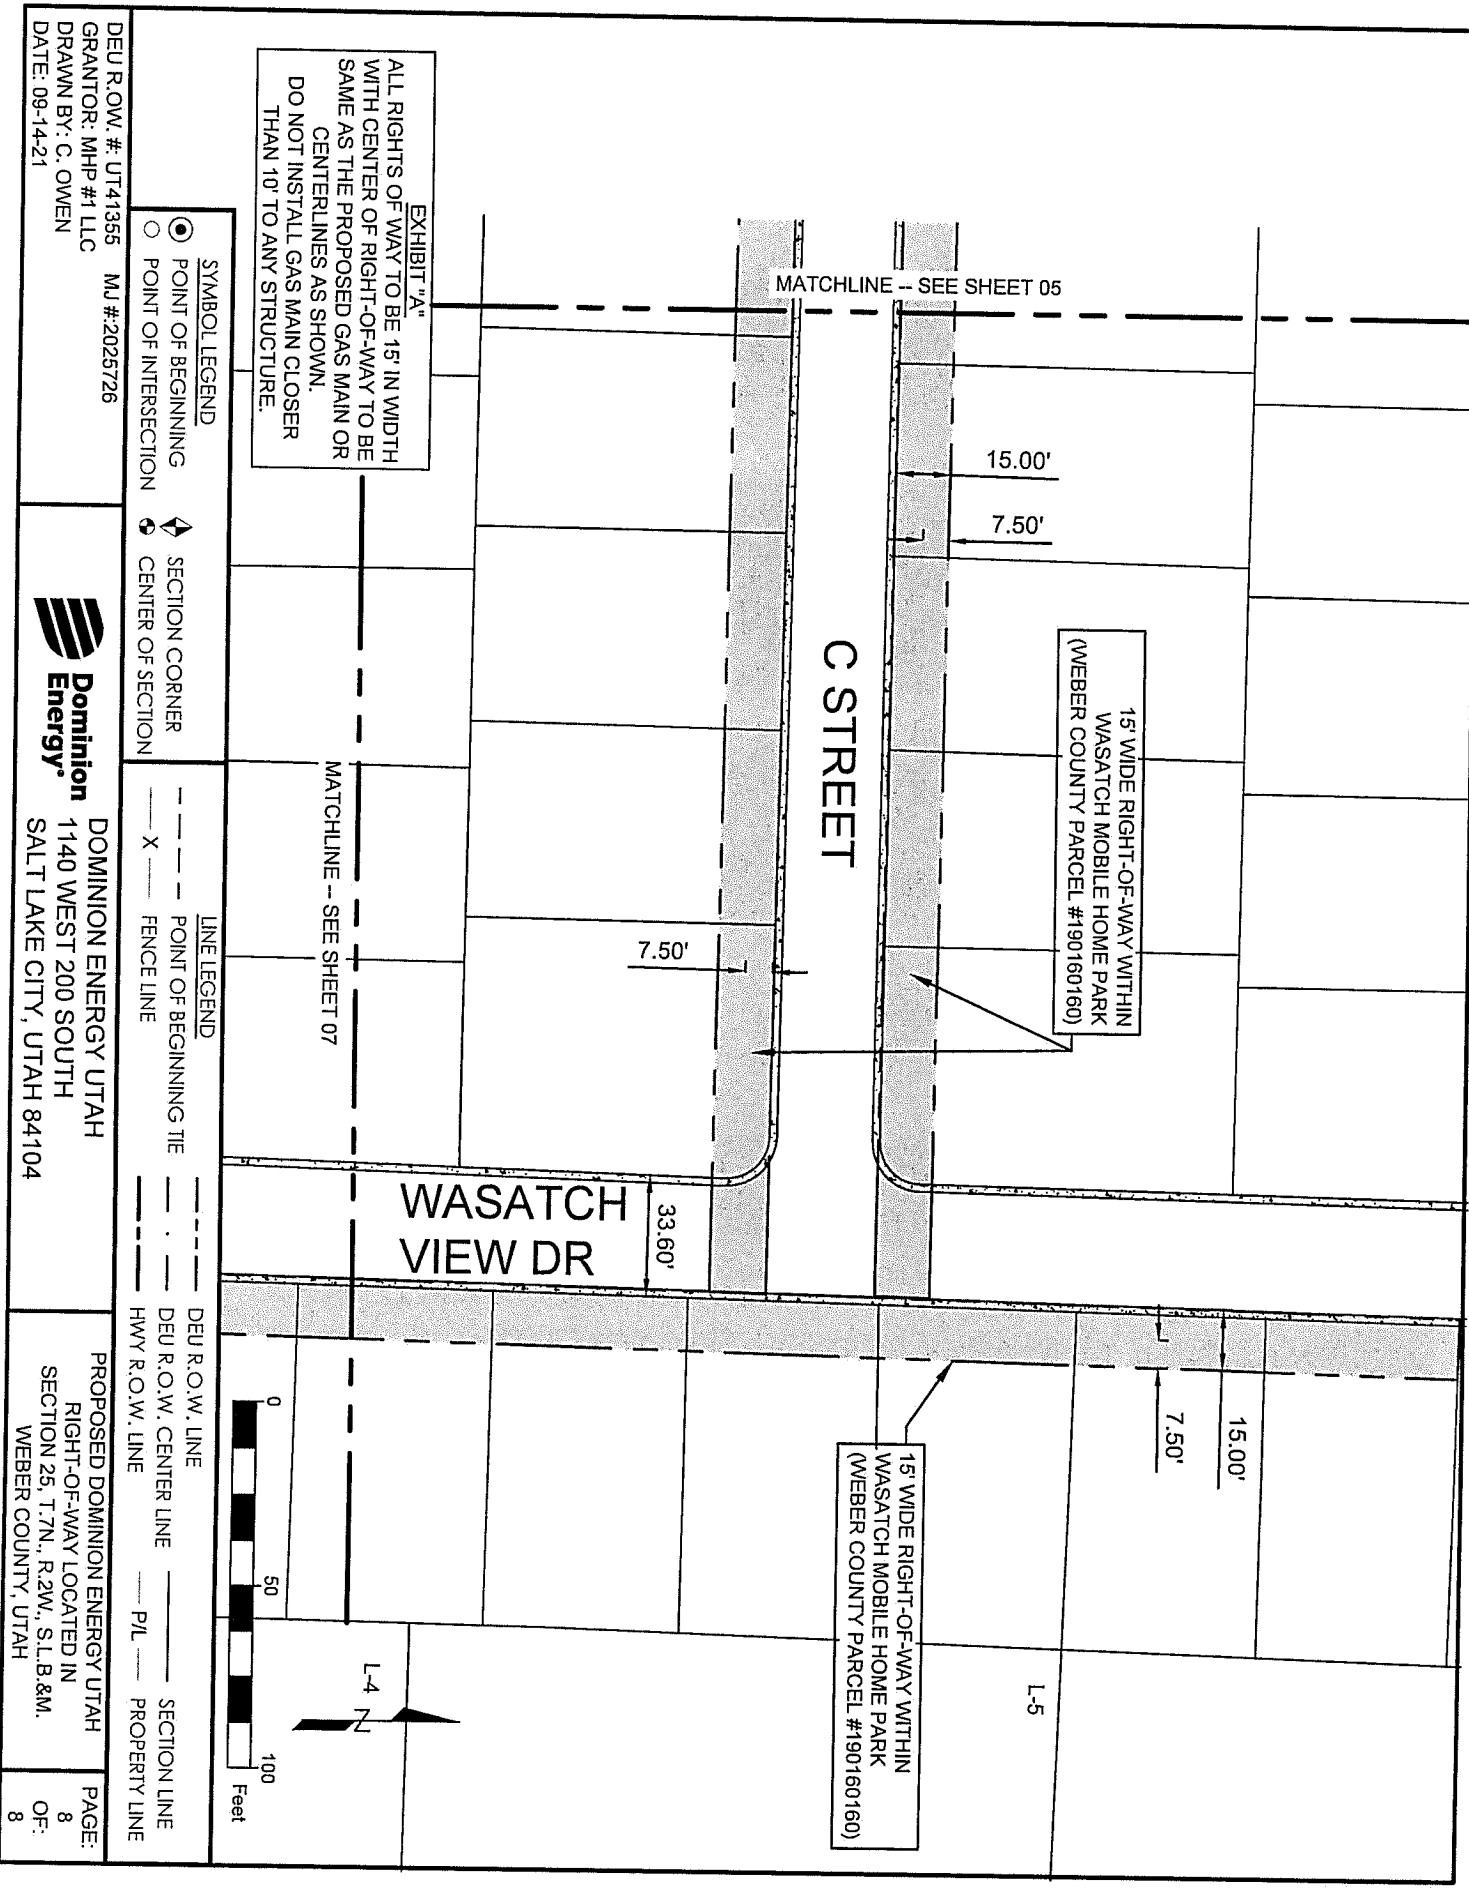 MATCHLINE -- SEE SHEET 05
15.00'
7.50'
C STREET
15' WIDE RIGHT-OF-WAY WITHIN
WASATCH MOBILE HOME PARK
(WEBER COUNTY PARCEL #190160160)
7.50'
WASATCH
VIEW DR
33.60'
15.00'
7.50'
15' WIDE RIGHT-OF-WAY WITHIN
WASATCH MOBILE HOME PARK
(WEBER COUNTY PARCEL #190160160)
L-5
L-4
N
MATCHLINE -- SEE SHEET 07
0
50
100
Feet
EXHIBIT "A"
ALL RIGHTS OF WAY TO BE 15' IN WIDTH
WITH CENTER OF RIGHT-OF-WAY TO BE
SAME AS THE PROPOSED GAS MAIN OR
CENTERLINES AS SHOWN.
DO NOT INSTALL GAS MAIN CLOSER
THAN 10' TO ANY STRUCTURE.
SYMBOL LEGEND
POINT OF BEGINNING
POINT OF INTERSECTION
SECTION CORNER
CENTER OF SECTION
LINE LEGEND
POINT OF BEGINNING TIE
X FENCE LINE
DEU R.O.W. LINE
DEU R.O.W. CENTER LINE
HWY R.O.W. LINE
SECTION LINE
P/L PROPERTY LINE
DEU R.OW. #: UT41355 MJ #:2025726
GRANTOR: MHP #1 LLC
DRAWN BY: C. OWEN
DATE: 09-14-21
Dominion
Energy®
DOMINION ENERGY UTAH
1140 WEST 200 SOUTH
SALT LAKE CITY, UTAH 84104
PROPOSED DOMINION ENERGY UTAH
RIGHT-OF-WAY LOCATED IN
SECTION 25, T.7N., R.2W., S.L.B.&M.
WEBER COUNTY, UTAH
PAGE:
8
OF:
8